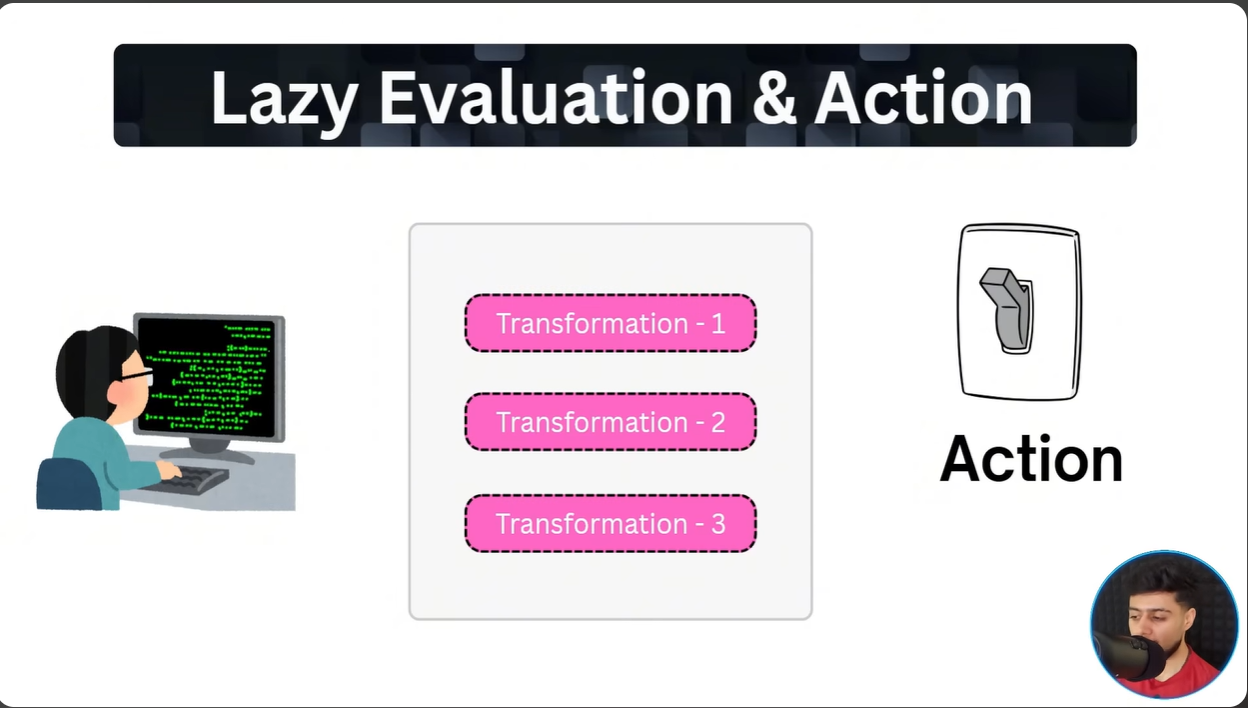 Lazy Evaluation & Action
Transformation - 1
Transformation - 2
Transformation - 3
Action